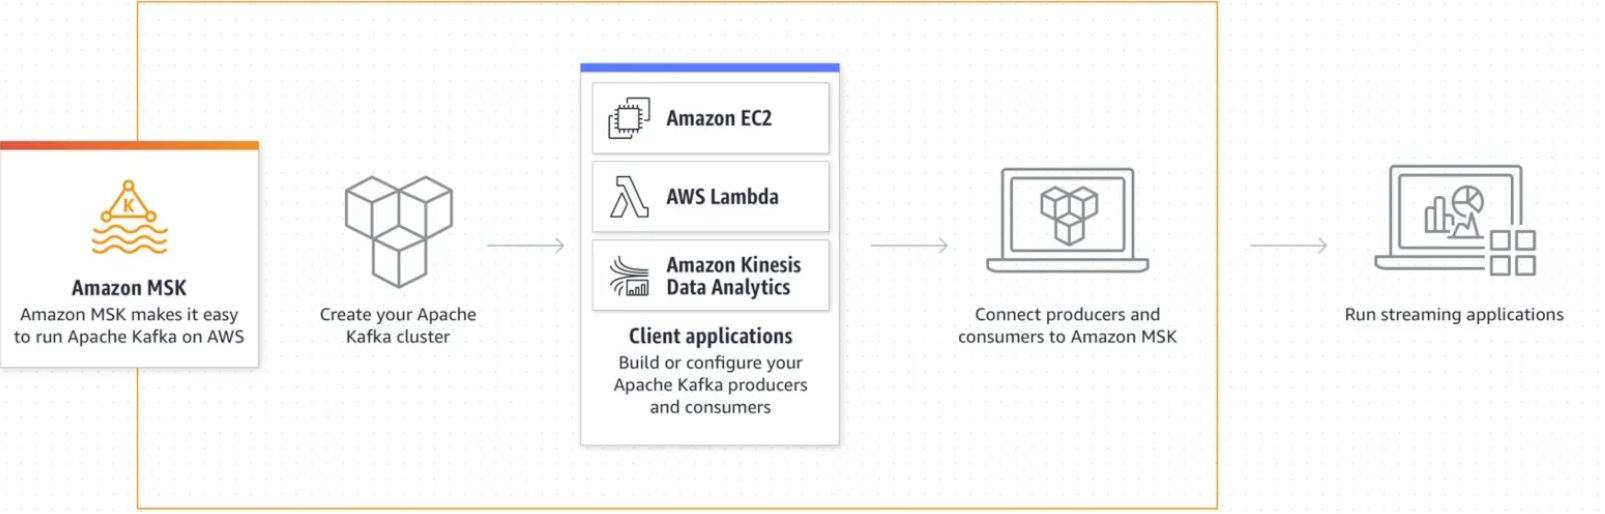 K
Amazon MSK
Amazon MSK makes it easy
to run Apache Kafka on AWS
Create your Apache
Kafka cluster
Amazon EC2
AWS Lambda
Amazon Kinesis
Data Analytics
Client applications
Build or configure your
Apache Kafka producers
and consumers
Connect producers and
consumers to Amazon MSK
Run streaming applications